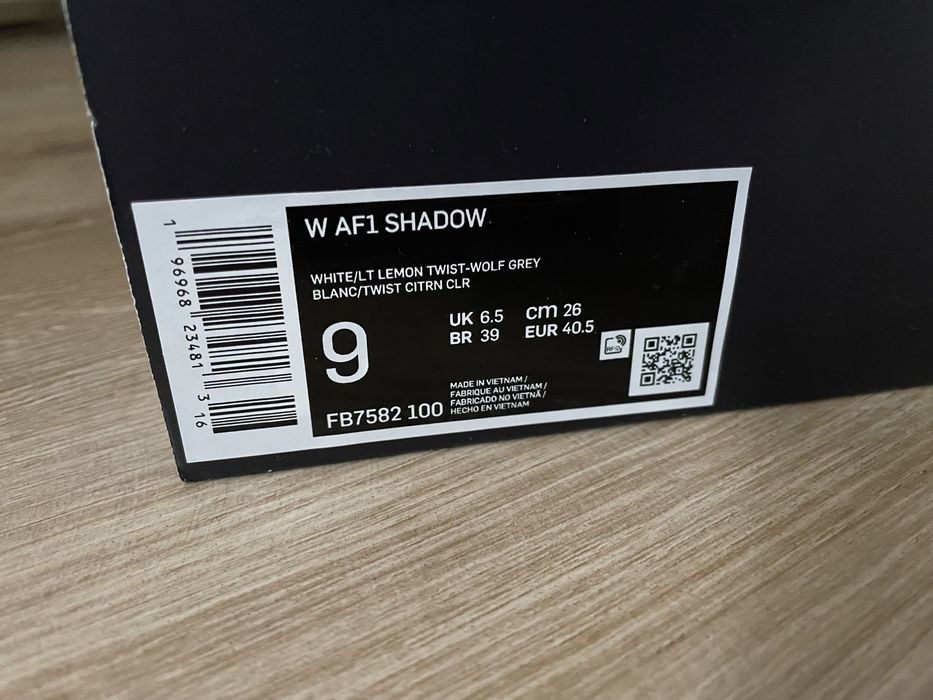 W AF1 SHADOW
WHITE/LT LEMON TWIST-WOLF GREY
BLANC/TWIST CITRN CLR
9
UK 6.5 cm 26
BR 39 EUR 40.5
RFID
MADE IN VIETNAM /
FABRIQUE AU VIETNAM /
FABRICADO NO VIETNÃ /
HECHO EN VIETNAM
FB7582 100
1 96968 23481 3 16